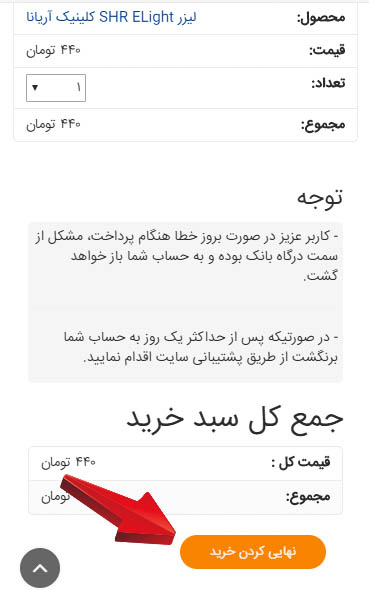 محصول: لیزر SHR ELight کلینیک آریانا
قیمت: ۴۴۰ تومان
تعداد: ۱
مجموع: ۴۴۰ تومان
توجه
- کاربر عزیز در صورت بروز خطا هنگام پرداخت، مشکل از
سمت درگاه بانک بوده و به حساب شما باز خواهد
گشت.
- در صورتیکه پس از حداکثر یک روز به حساب شما
برنگشت از طریق پشتیبانی سایت اقدام نمایید.
جمع کل سبد خرید
قیمت کل : ۴۴۰ تومان
مجموع: تومان
نهایی کردن خرید